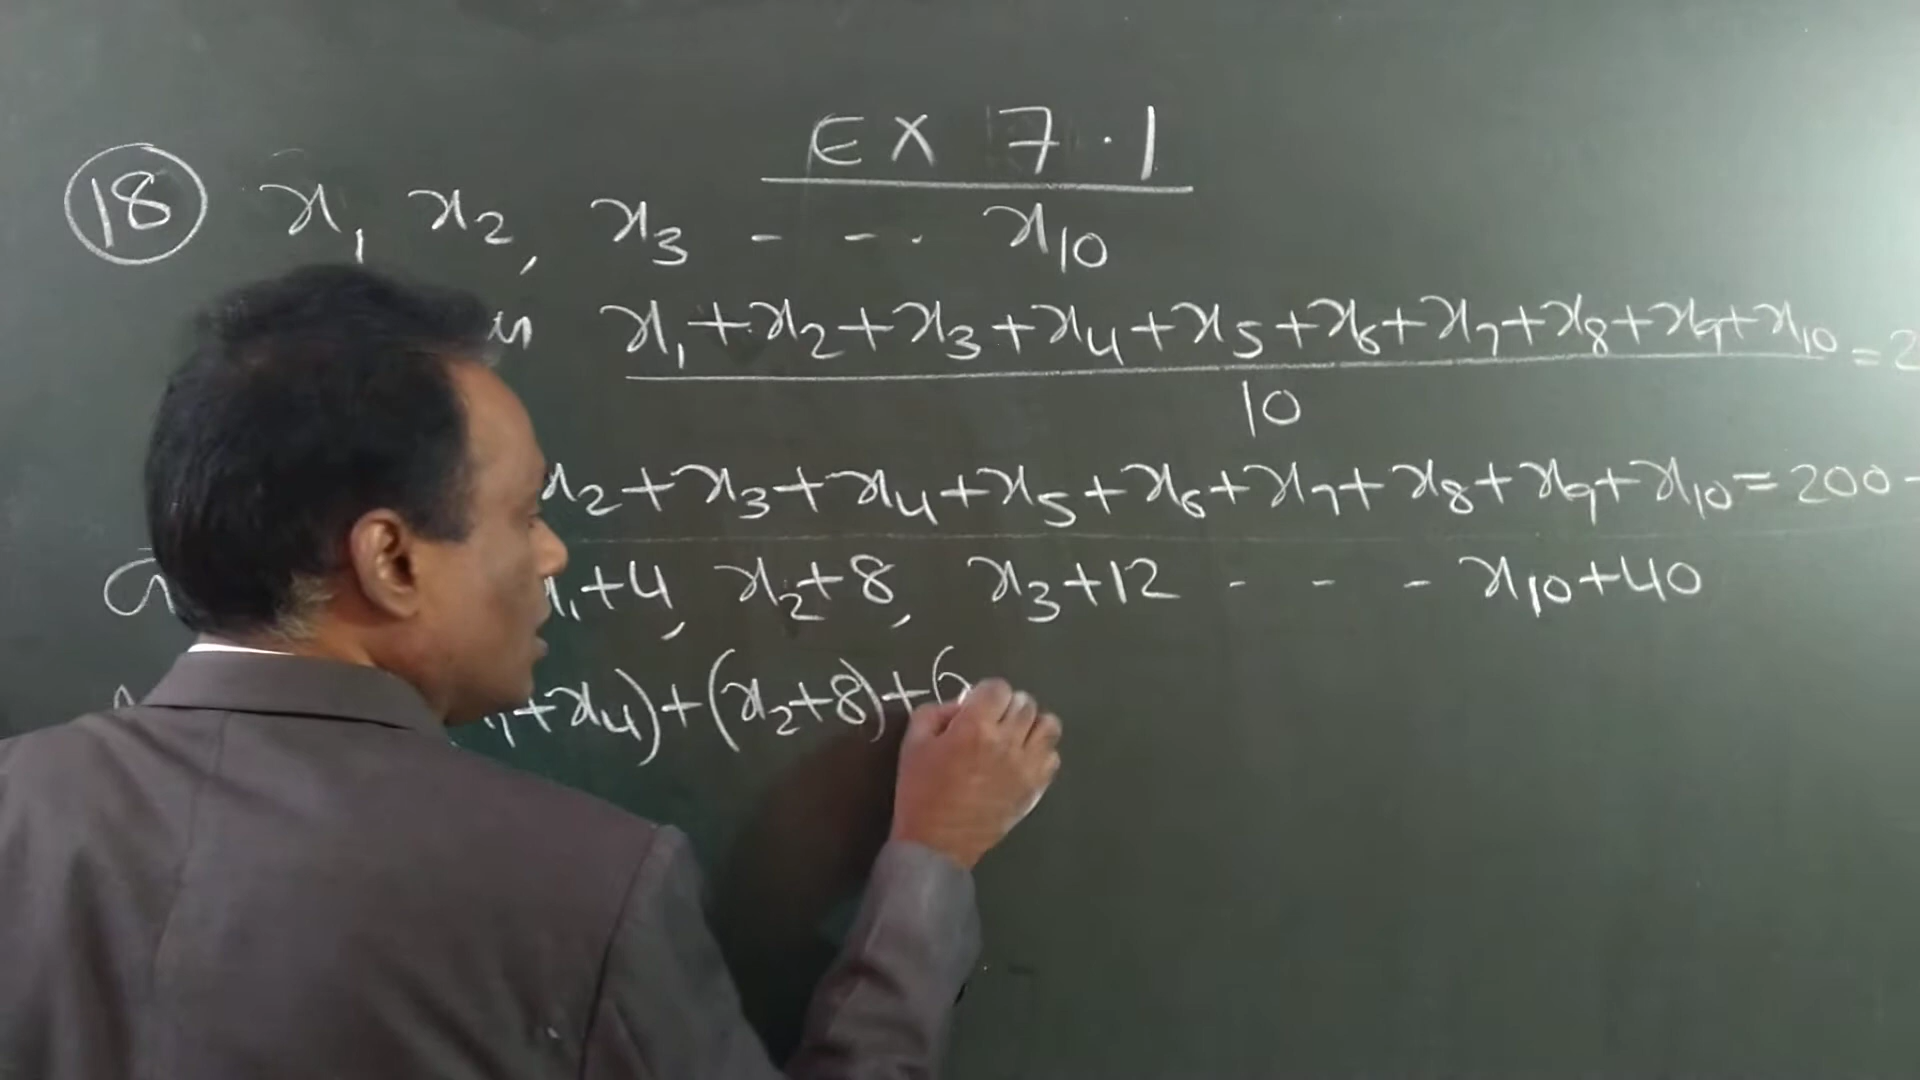 EX 7.1
18 x₁ x₂, x₃ - - - x₁₀
x₁+x₂+x₃+x₄+x₅+x₆+x₇+x₈+x₉+x₁₀ = 2
10
x₂+x₃+x₄+x₅+x₆+x₇+x₈+x₉+x₁₀=200-
x₁+4, x₂+8, x₃+12 - - - x₁₀+40
+x₄)+(x₂+8)+(